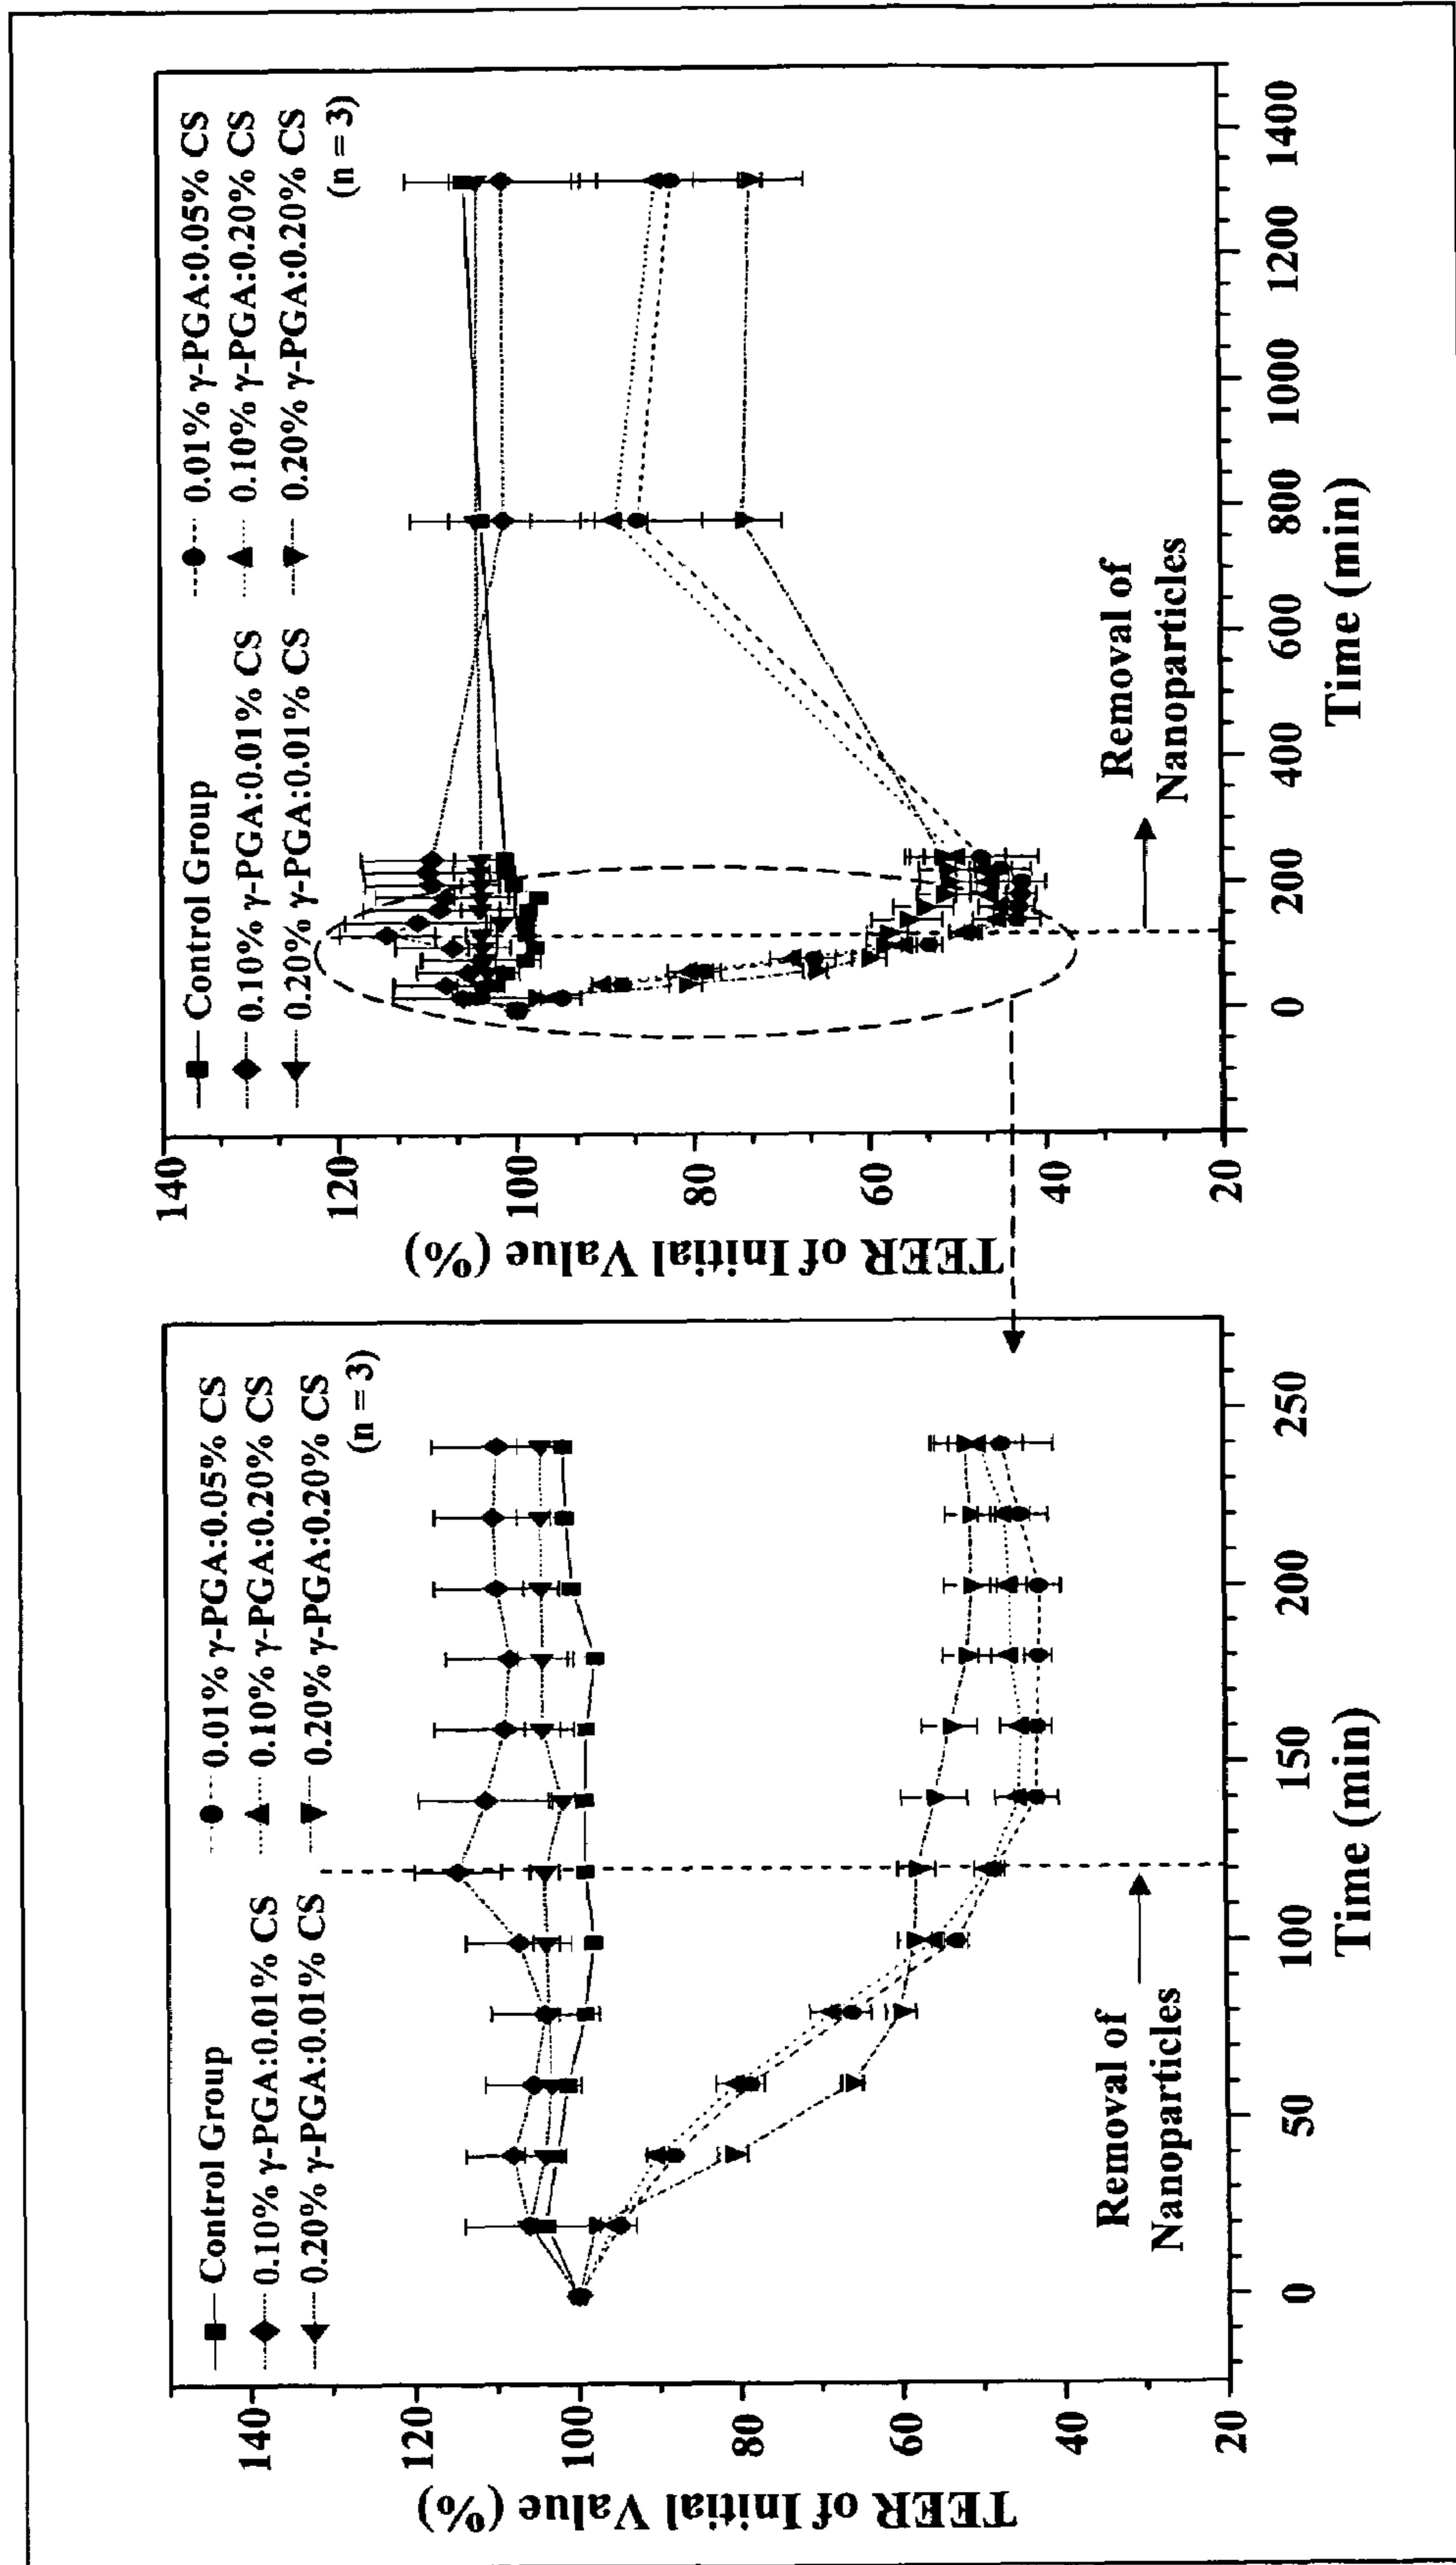 Control Group
0.01% γ-PGA:0.05% CS
0.10% γ-PGA:0.01% CS
0.10% γ-PGA:0.20% CS
0.20% γ-PGA:0.01% CS
0.20% γ-PGA:0.20% CS
(n = 3)
TEER of Initial Value (%)
140
120
100
80
60
40
20
Removal of
Nanoparticles
0
50
100
150
200
250
Time (min)
Control Group
0.01% γ-PGA:0.05% CS
0.10% γ-PGA:0.01% CS
0.10% γ-PGA:0.20% CS
0.20% γ-PGA:0.01% CS
0.20% γ-PGA:0.20% CS
(n = 3)
TEER of Initial Value (%)
140
120
100
80
60
40
20
Removal of
Nanoparticles
0
200
400
600
800
1000
1200
1400
Time (min)